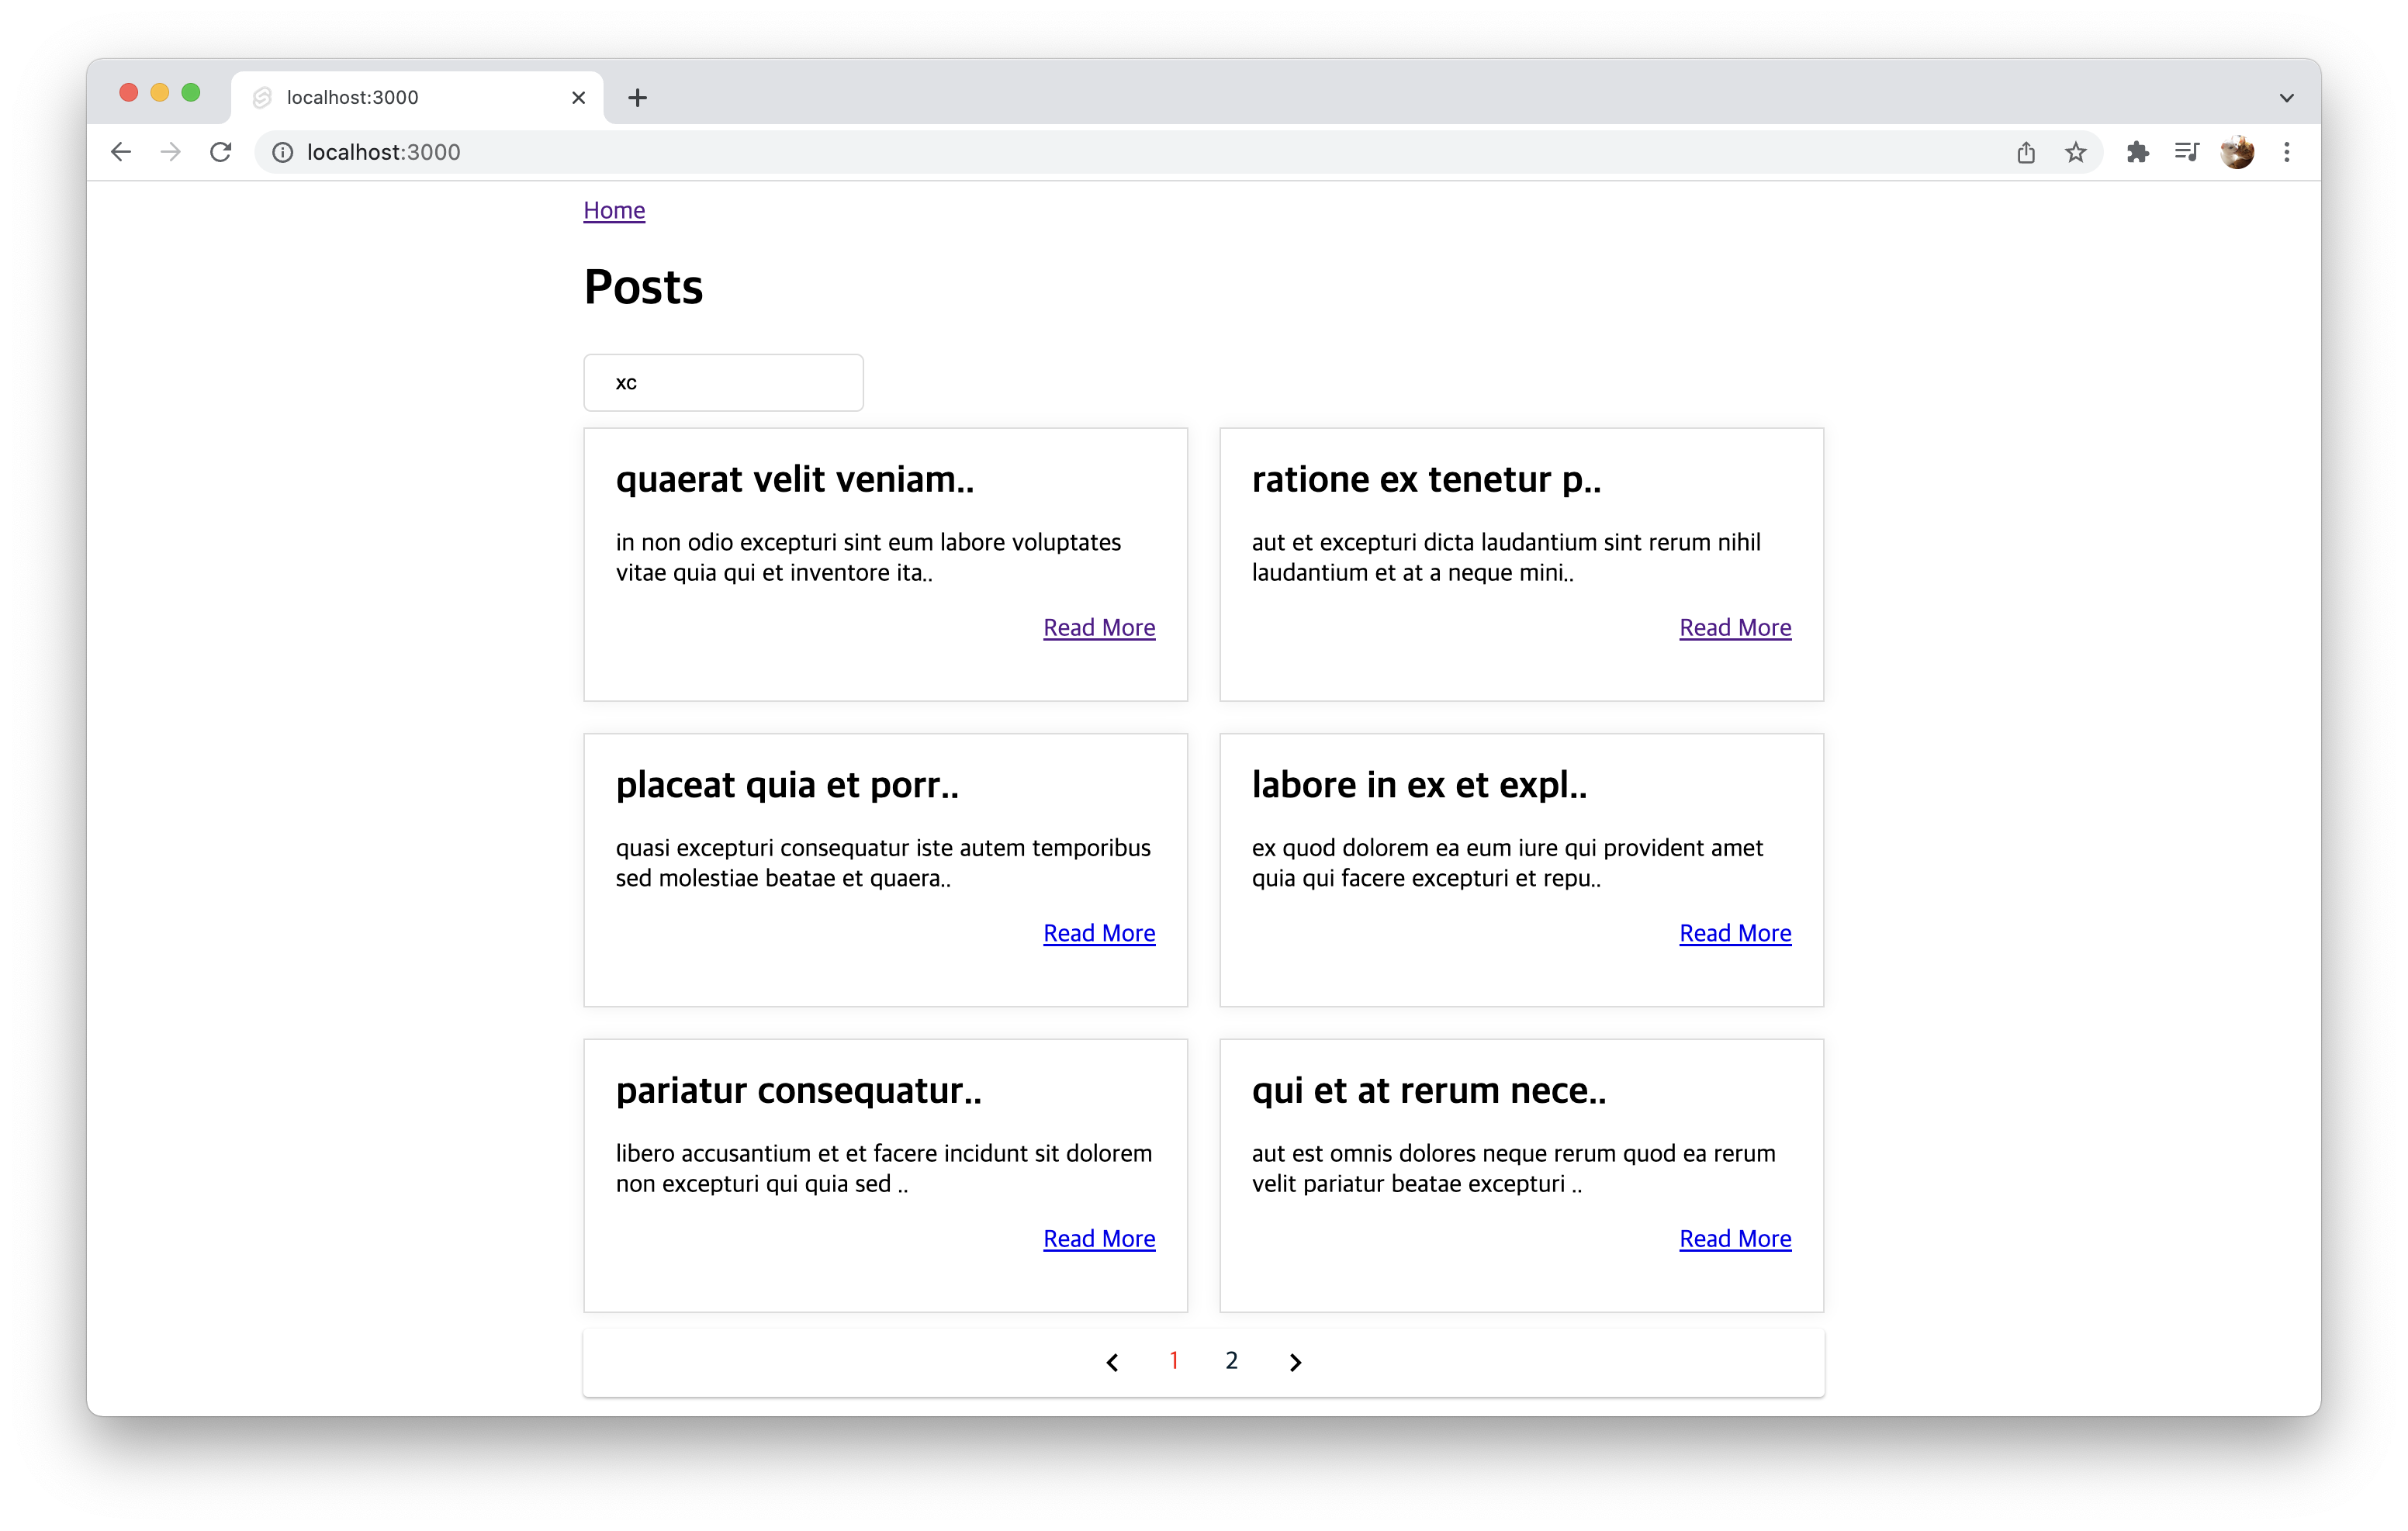 localhost:3000
localhost:3000
Home
Posts
xc
quaerat velit veniam..
in non odio excepturi sint eum labore voluptates
vitae quia qui et inventore ita..
Read More
ratione ex tenetur p..
aut et excepturi dicta laudantium sint rerum nihil
laudantium et at a neque mini..
Read More
placeat quia et porr..
quasi excepturi consequatur iste autem temporibus
sed molestiae beatae et quaera..
Read More
labore in ex et expl..
ex quod dolorem ea eum iure qui provident amet
quia qui facere excepturi et repu..
Read More
pariatur consequatur..
libero accusantium et et facere incidunt sit dolorem
non excepturi qui quia sed ..
Read More
qui et at rerum nece..
aut est omnis dolores neque rerum quod ea rerum
velit pariatur beatae excepturi ..
Read More
1 2